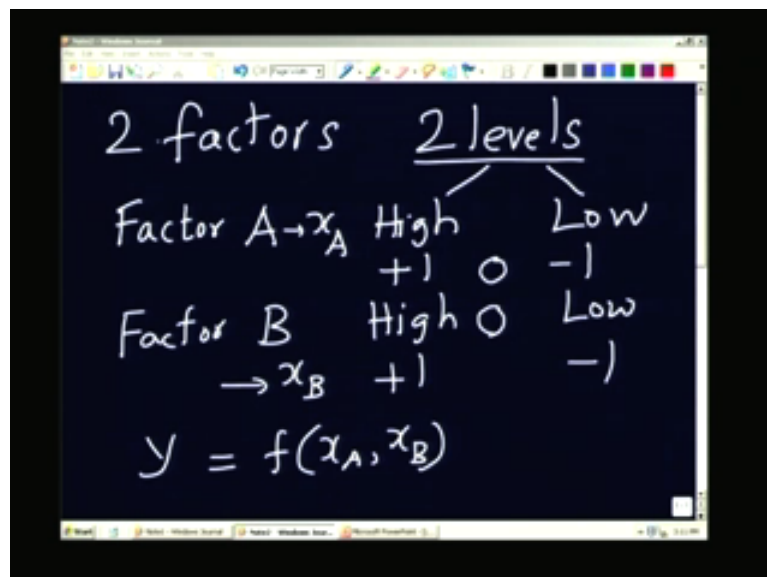 2 factors 2 levels
Factor A → x_A High Low
+1 0 -1
Factor B High 0 Low
→ x_B +1 -1
y = f(x_A, x_B)
Start